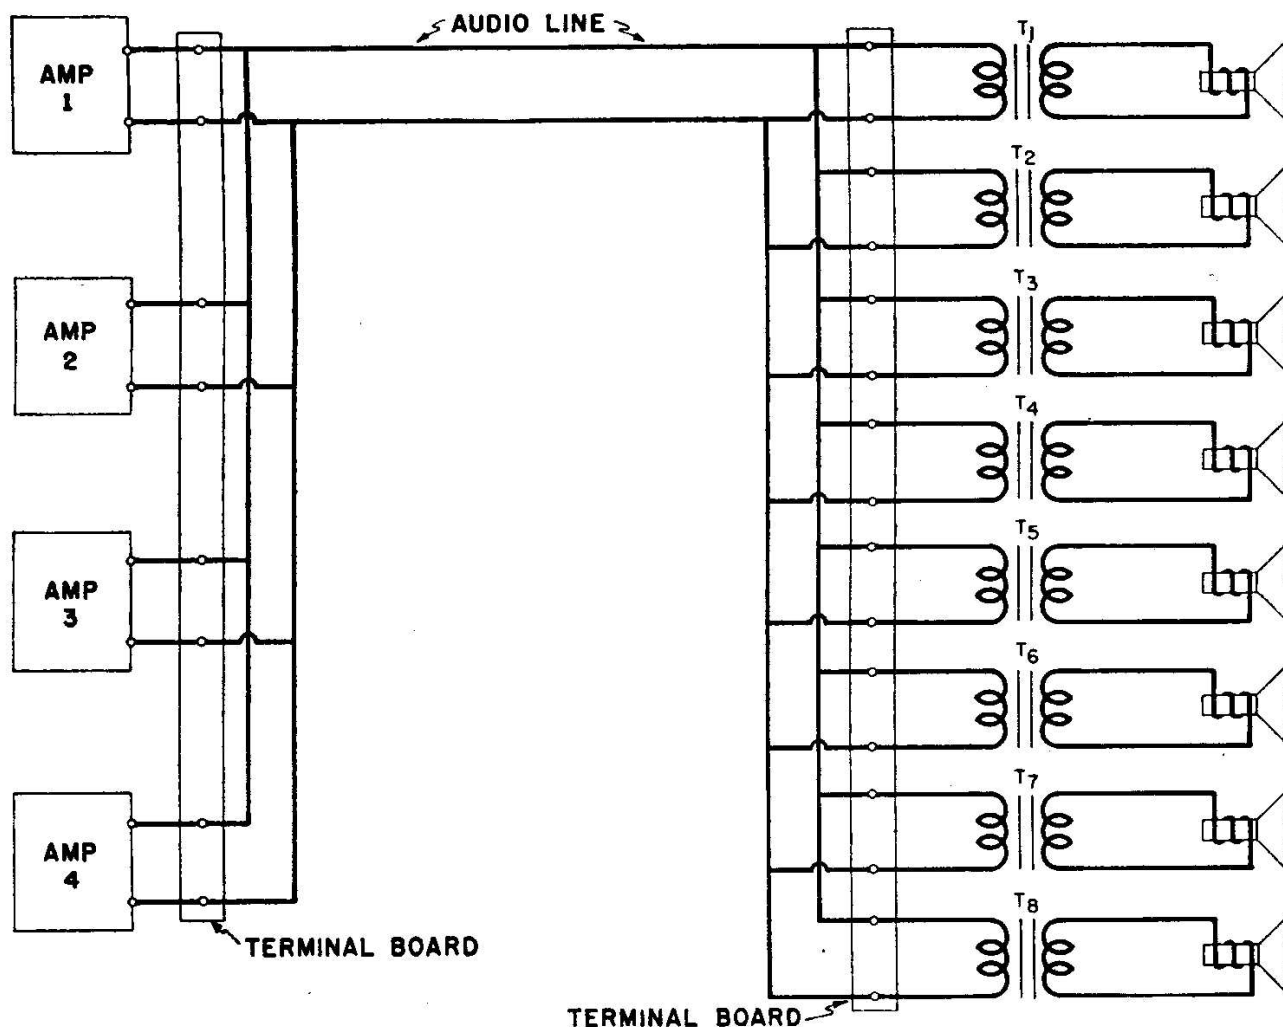 AUDIO LINE
AMP
1
T1
T2
AMP
2
T3
T4
AMP
3
T5
T6
AMP
4
T7
T8
TERMINAL BOARD
TERMINAL BOARD